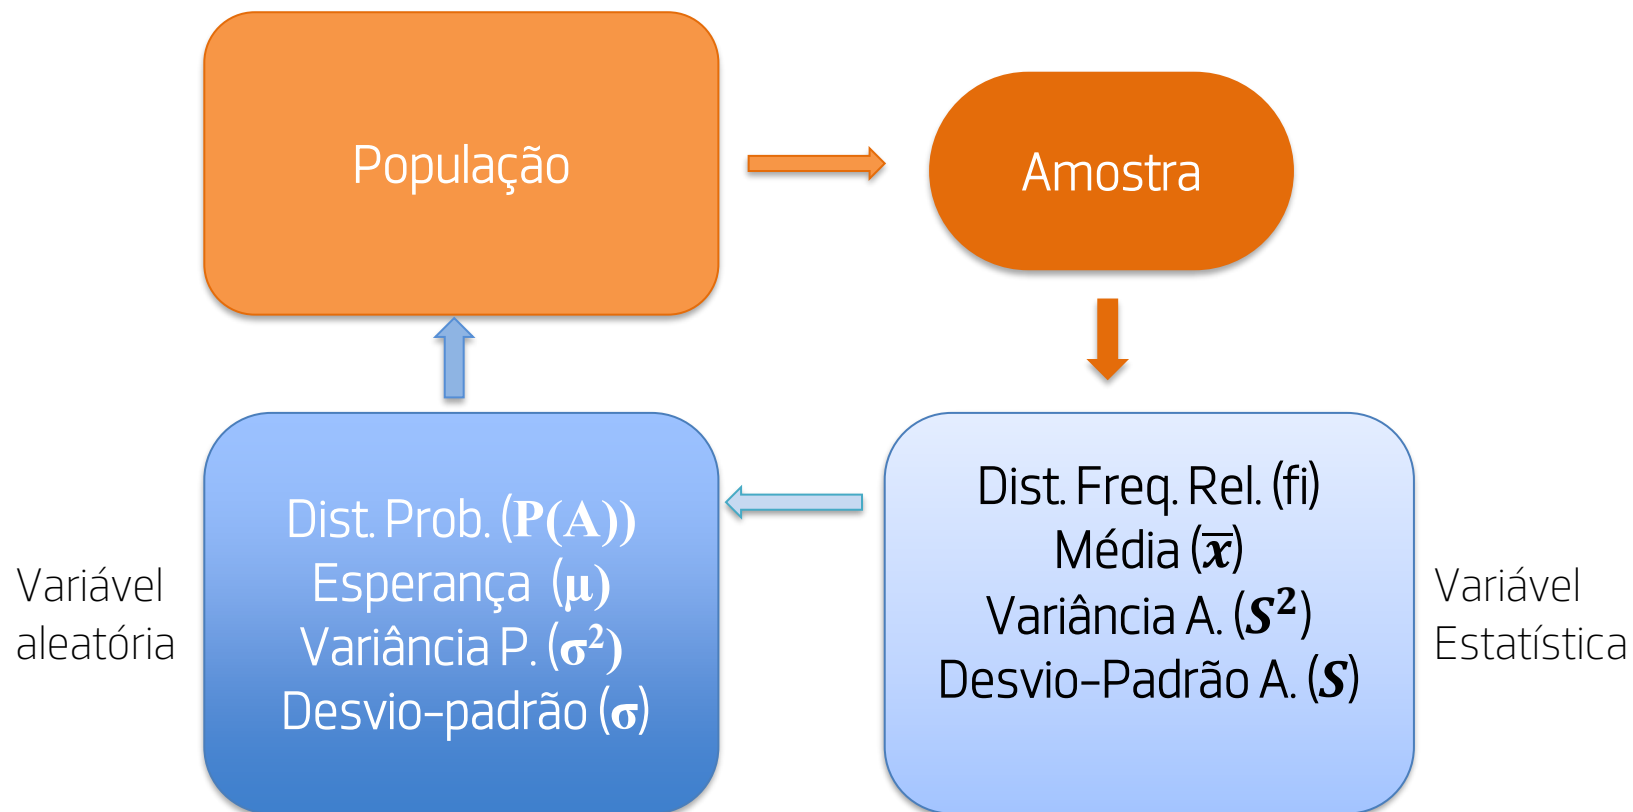 População
Amostra
Dist. Prob. (P(A))
Esperança (μ)
Variância P. (σ²)
Desvio-padrão (σ)
Dist. Freq. Rel. (fi)
Média (x̅)
Variância A. (S²)
Desvio-Padrão A. (S)
Variável
aleatória
Variável
Estatística